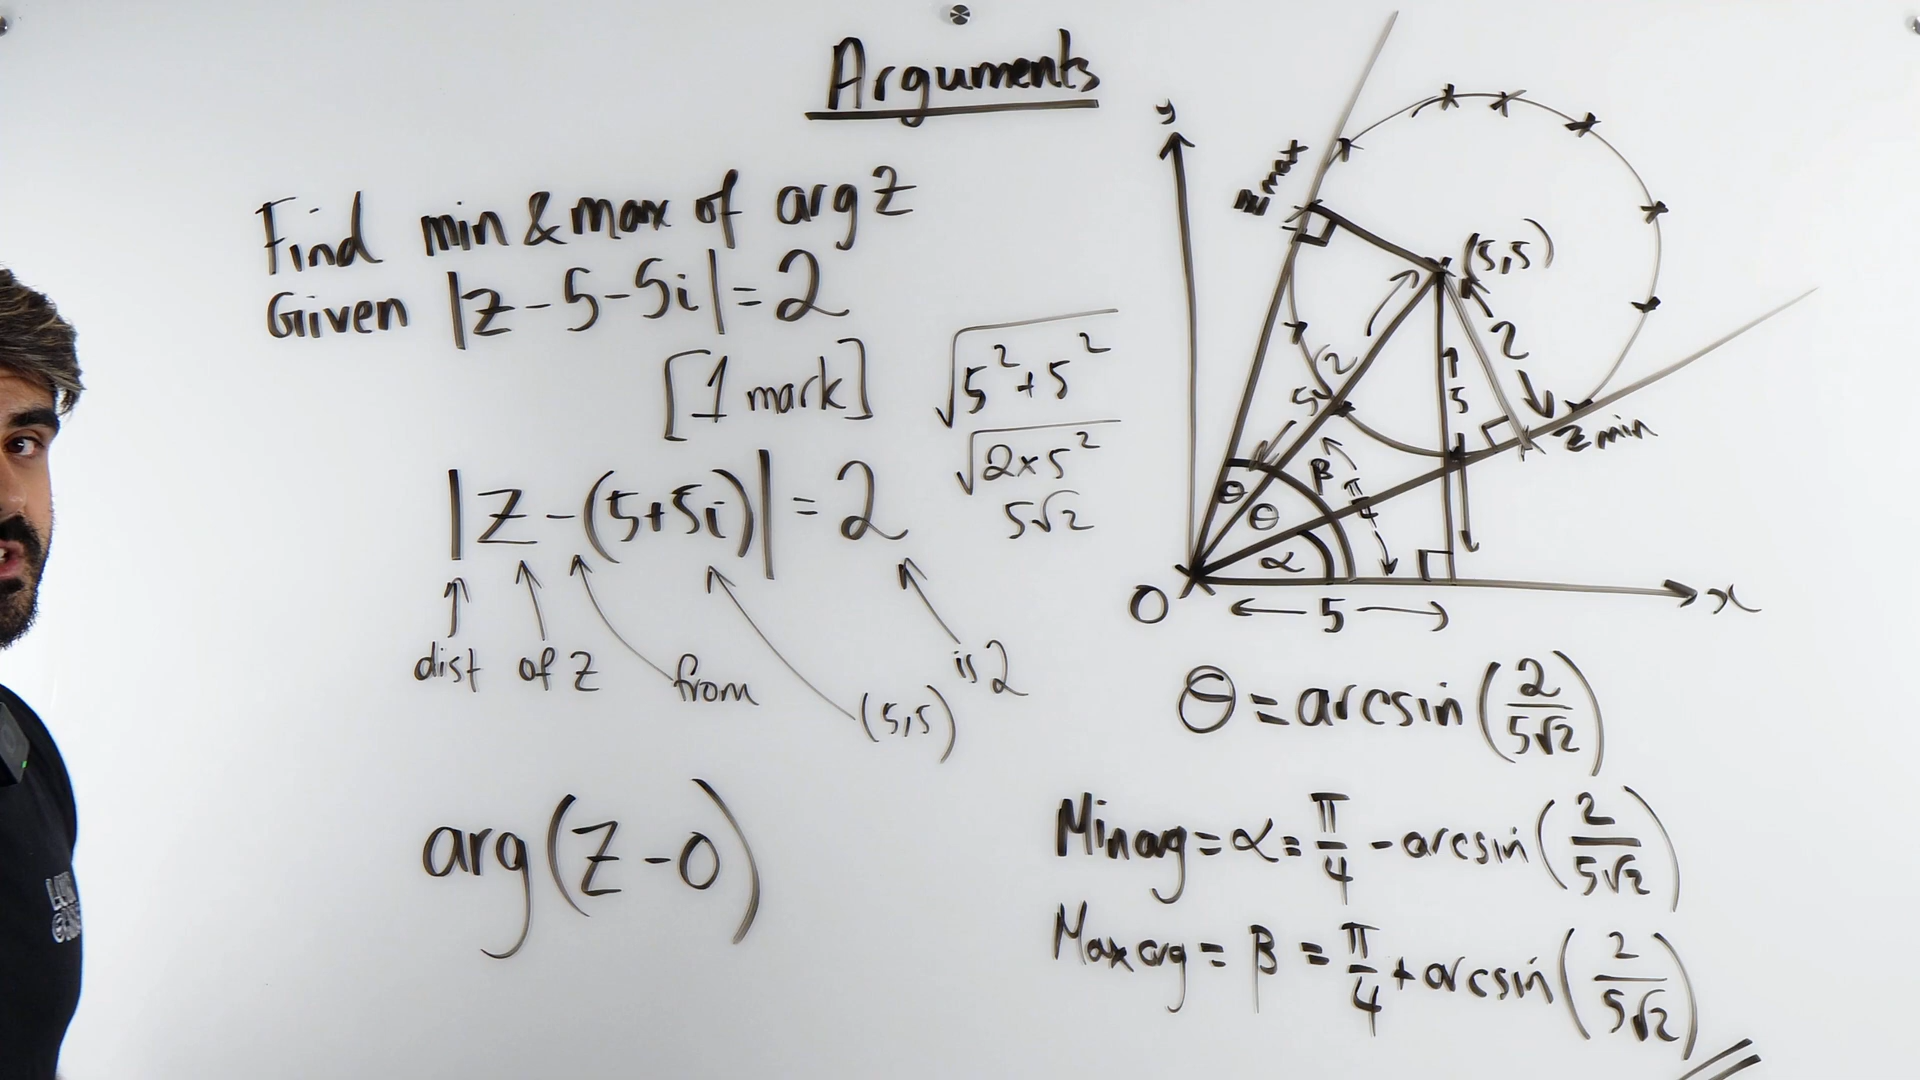 Arguments
Find min & max of arg z
Given |z-5-5i|=2
[1 mark]
|z-(5+5i)|=2
dist of z from (5,5) is 2
arg(z-0)
√5²+5²
√2×5²
5√2
y
z max
(5,5)
2
5√2
5
z min
β
π/4
θ
θ
α
O
5
x
θ = arcsin(2/5√2)
Min arg = α = π/4 - arcsin(2/5√2)
Max arg = β = π/4 + arcsin(2/5√2)